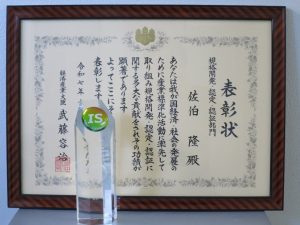 表彰状
規格開発・認定・認証部門
佐伯 隆 殿
あなたは我が国経済・社会の発展の
ために産業標準化活動に率先して
取り組み規格開発、認定・認証に
関する多大な貢献をされその功績が
顕著であります
よってここに
表彰します
令和七年
経済産業大臣 武藤容治
IS